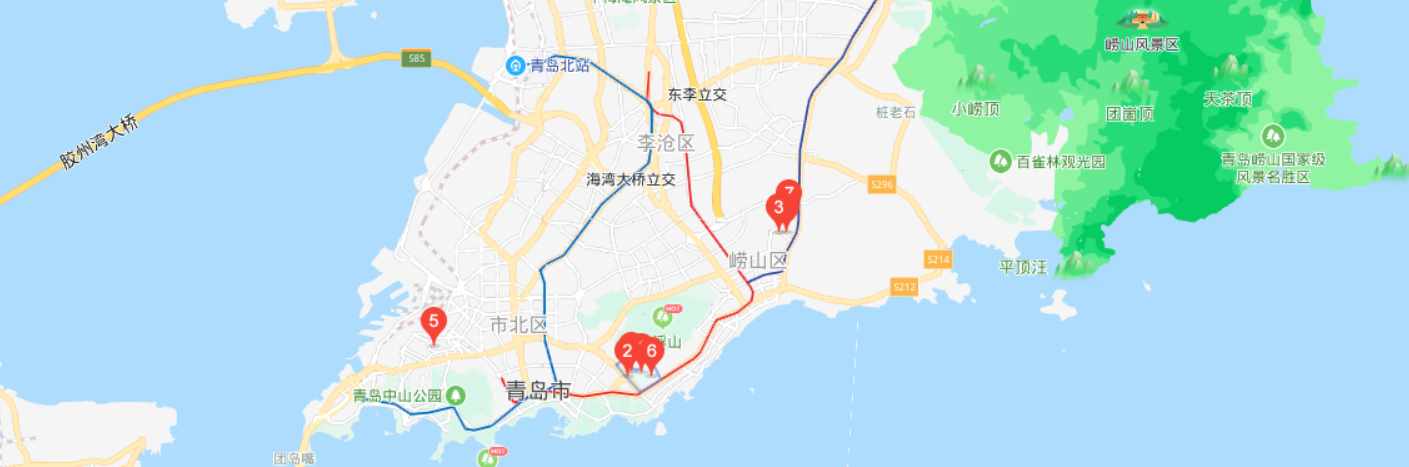 崂山风景区
S85
青岛北站
东李立交
天茶顶
小崂顶
团崮顶
桩老石
胶州湾大桥
李沧区
百雀林观光园
青岛崂山国家级
风景名胜区
海湾大桥立交
S296
7
3
崂山区
S214
平顶汪
S212
HOT
5
市北区
2
6
山
青岛市
青岛中山公园
团岛嘴
HOT